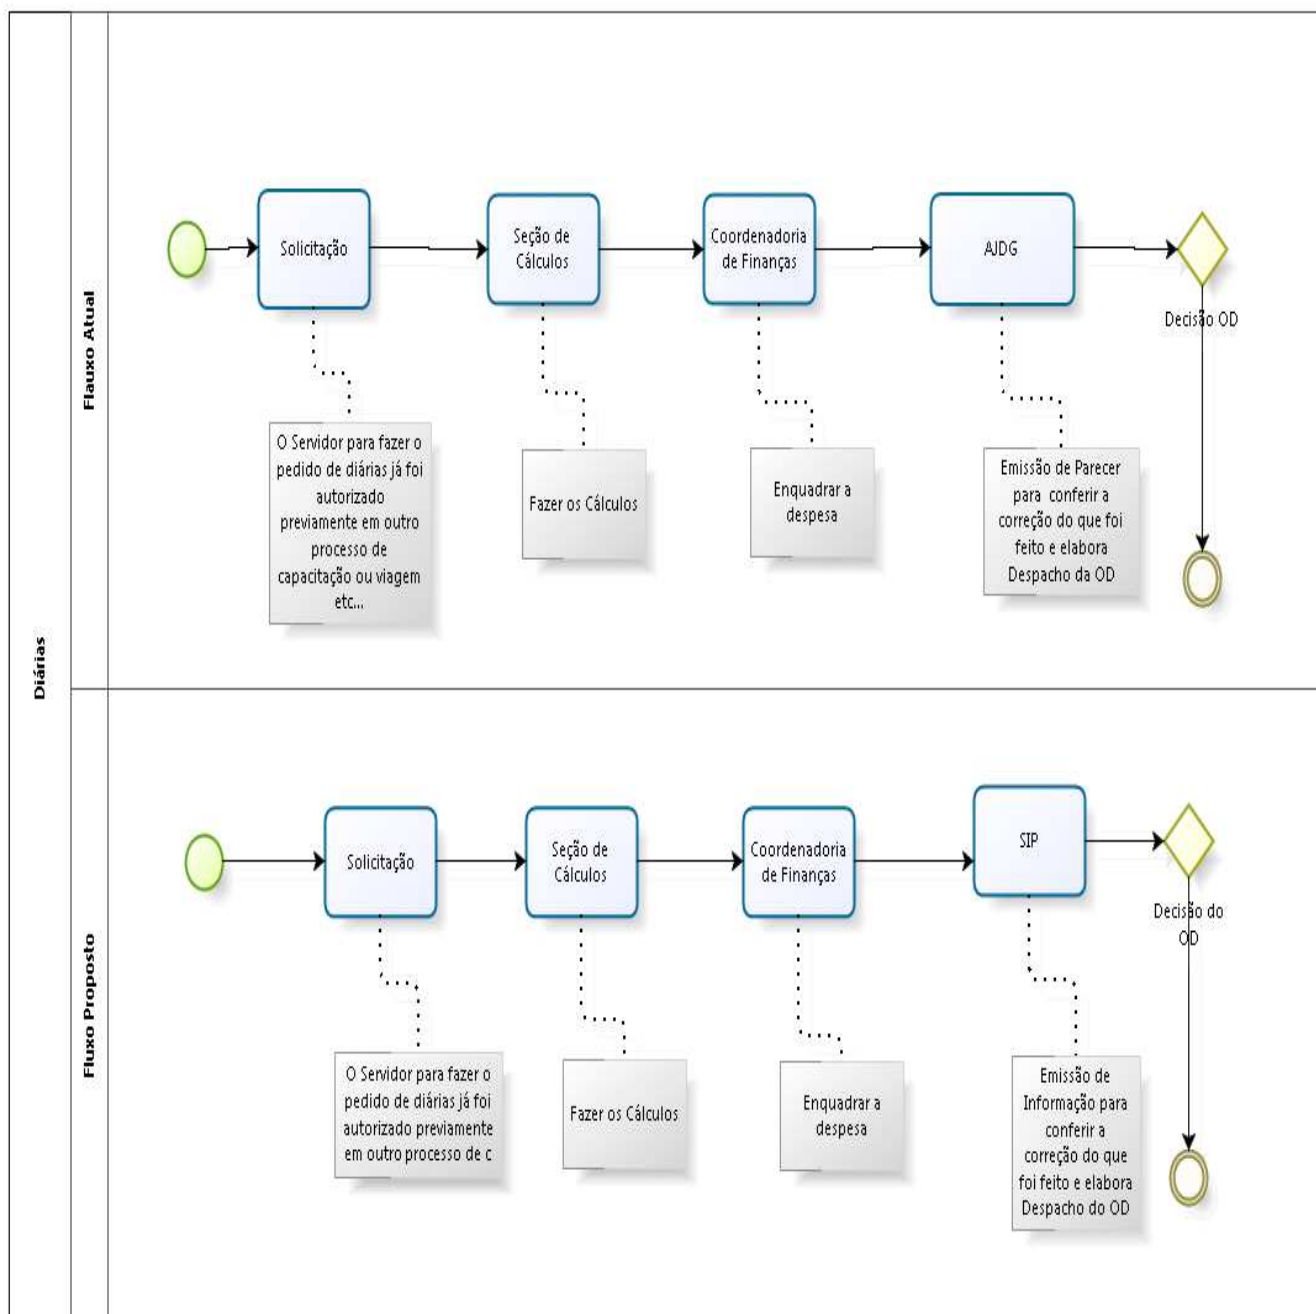 Diárias
Flauxo Atual
Solicitação
Seção de
Cálculos
Coordenadoria
de Finanças
AJDG
Decisão OD
O Servidor para fazer o
pedido de diárias já foi
autorizado
previamente em outro
processo de
capacitação ou viagem
etc...
Fazer os Cálculos
Enquadrar a
despesa
Emissão de Parecer
para conferir a
correção do que foi
feito e elabora
Despacho da OD
Fluxo Proposto
Solicitação
Seção de
Cálculos
Coordenadoria
de Finanças
SIP
Decisão do
OD
O Servidor para fazer o
pedido de diárias já foi
autorizado previamente
em outro processo de c
Fazer os Cálculos
Enquadrar a
despesa
Emissão de
Informação para
conferir a
correção do que
foi feito e elabora
Despacho do OD